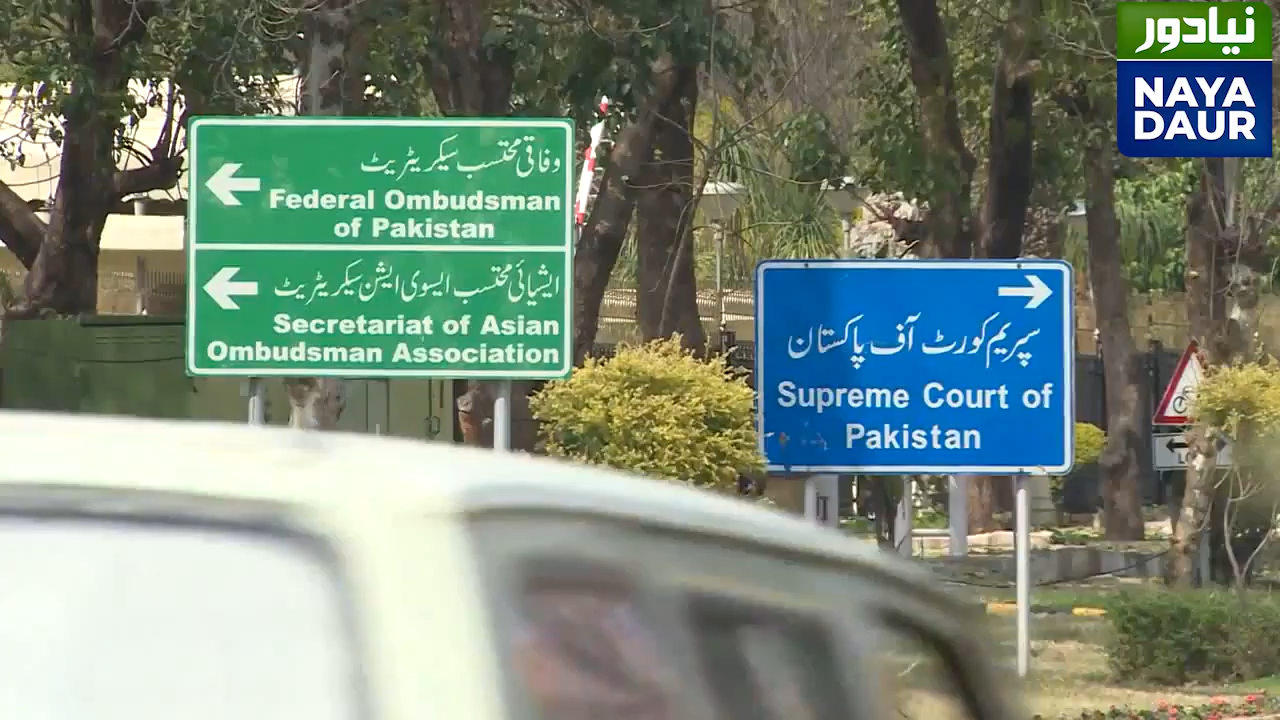 وفاقی محتسب سیکریٹریٹ
Federal Ombudsman
of Pakistan
ایشیائی محتسب ایسوی ایشن سیکریٹریٹ
Secretariat of Asian
Ombudsman Association
سپریم کورٹ آف پاکستان
Supreme Court of
Pakistan
نیادور
NAYA
DAUR